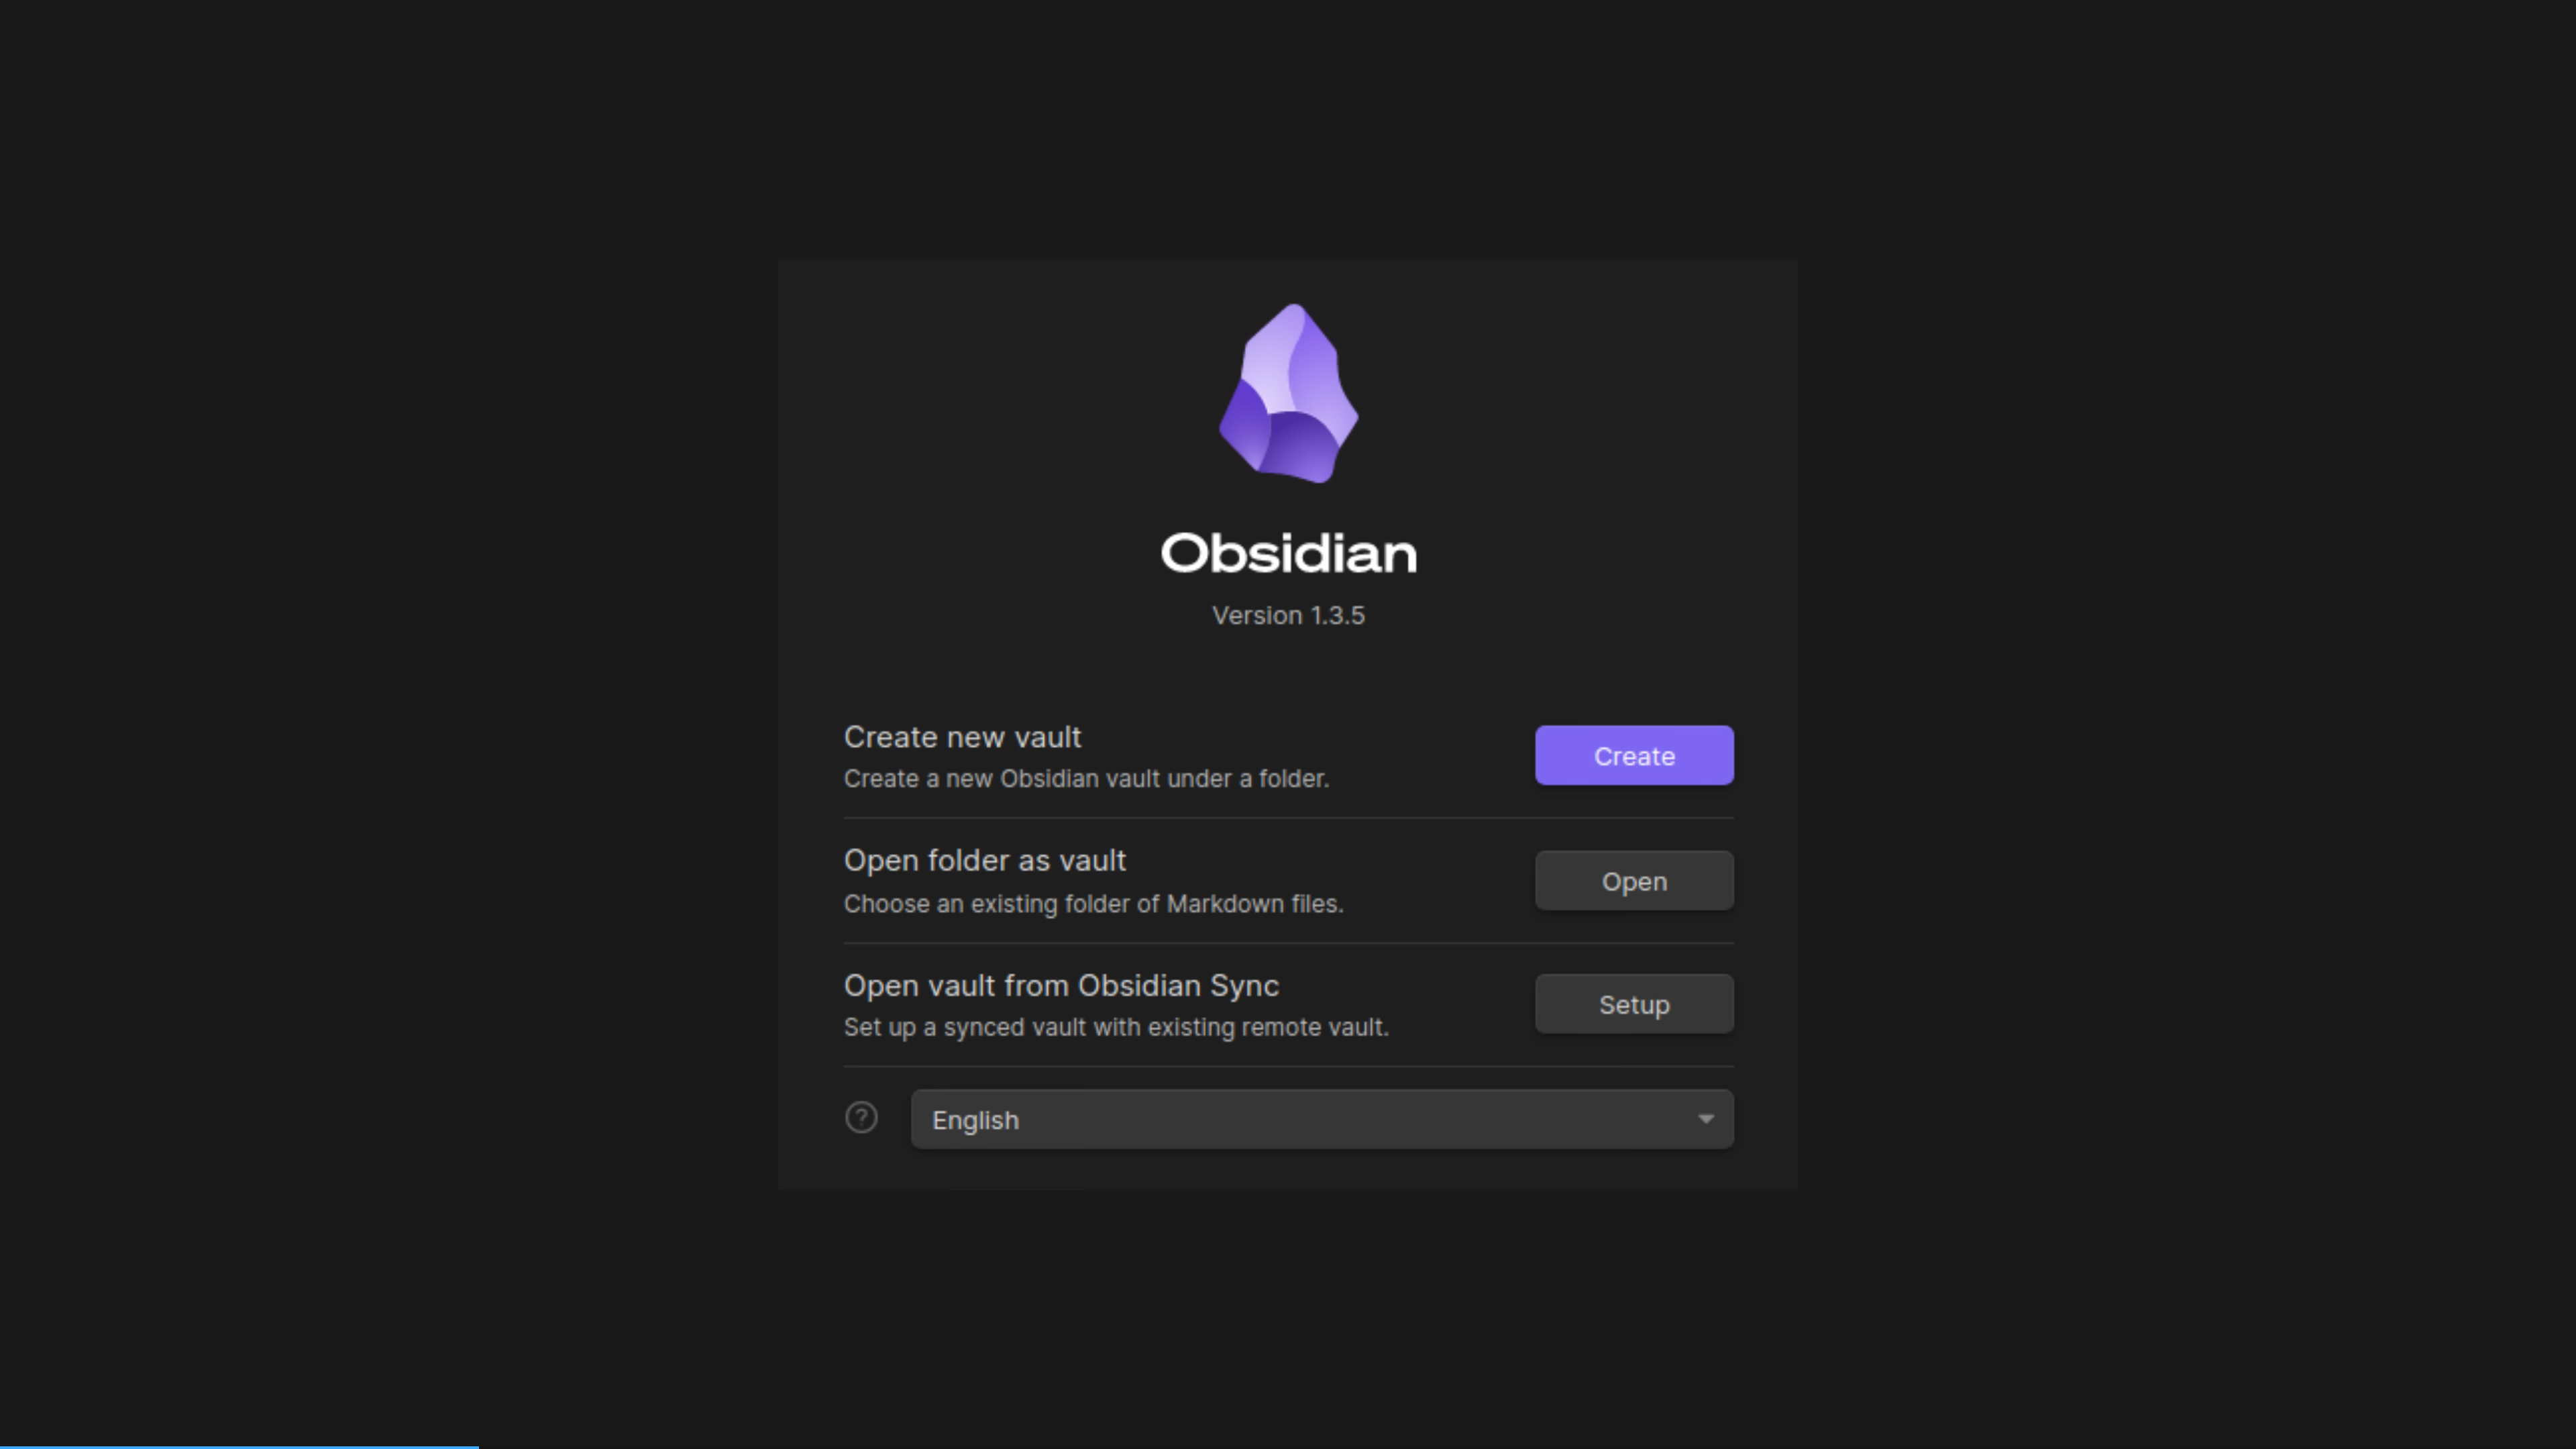 Obsidian
Version 1.3.5
Create new vault
Create a new Obsidian vault under a folder.
Create
Open folder as vault
Choose an existing folder of Markdown files.
Open
Open vault from Obsidian Sync
Set up a synced vault with existing remote vault.
Setup
?
English